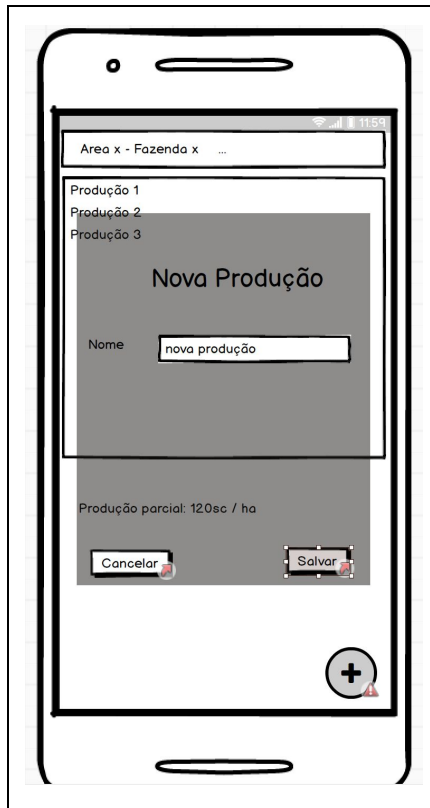 11:59
Area x - Fazenda x ...
Produção 1
Produção 2
Produção 3
Nova Produção
Nome nova produção
Produção parcial: 120sc / ha
Cancelar Salvar
+